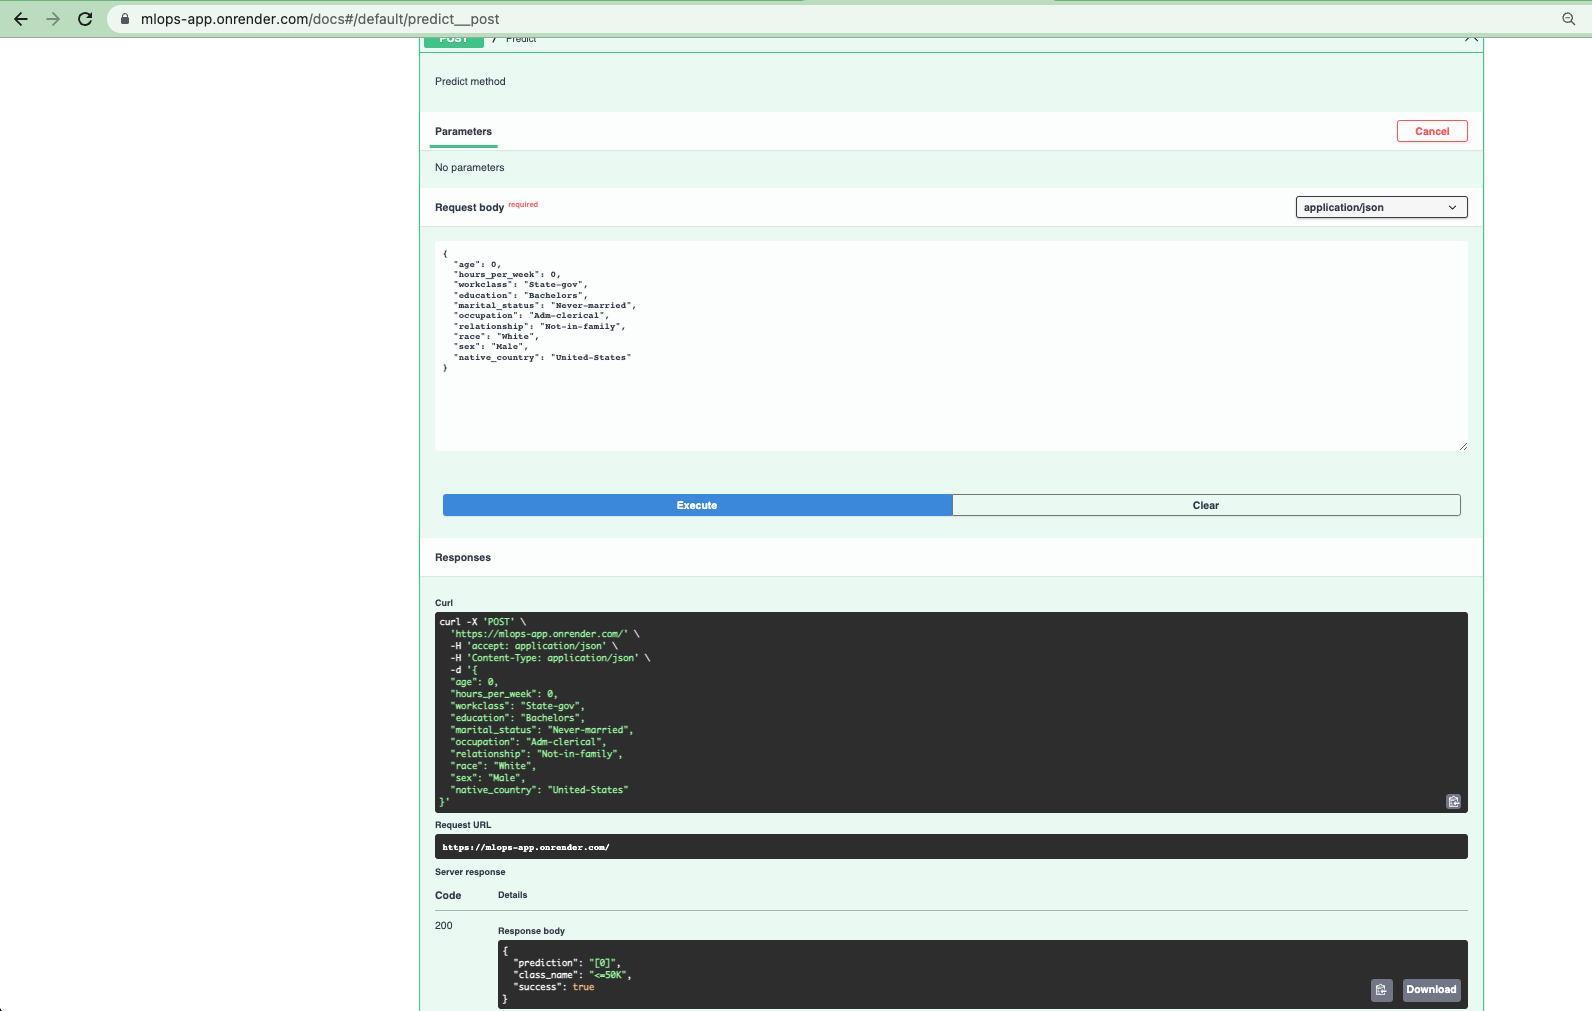 mlops-app.onrender.com/docs#/default/predict__post
POST / Predict
Predict method
Parameters
Cancel
No parameters
Request body required
application/json
{
  "age": 0,
  "hours_per_week": 0,
  "workclass": "State-gov",
  "education": "Bachelors",
  "marital_status": "Never-married",
  "occupation": "Adm-clerical",
  "relationship": "Not-in-family",
  "race": "White",
  "sex": "Male",
  "native_country": "United-States"
}
Execute
Clear
Responses
Curl
curl -X 'POST' \
  'https://mlops-app.onrender.com/' \
  -H 'accept: application/json' \
  -H 'Content-Type: application/json' \
  -d '{
  "age": 0,
  "hours_per_week": 0,
  "workclass": "State-gov",
  "education": "Bachelors",
  "marital_status": "Never-married",
  "occupation": "Adm-clerical",
  "relationship": "Not-in-family",
  "race": "White",
  "sex": "Male",
  "native_country": "United-States"
}'
Request URL
https://mlops-app.onrender.com/
Server response
Code Details
200
Response body
{
  "prediction": "[0]",
  "class_name": "<=50K",
  "success": true
}
Download